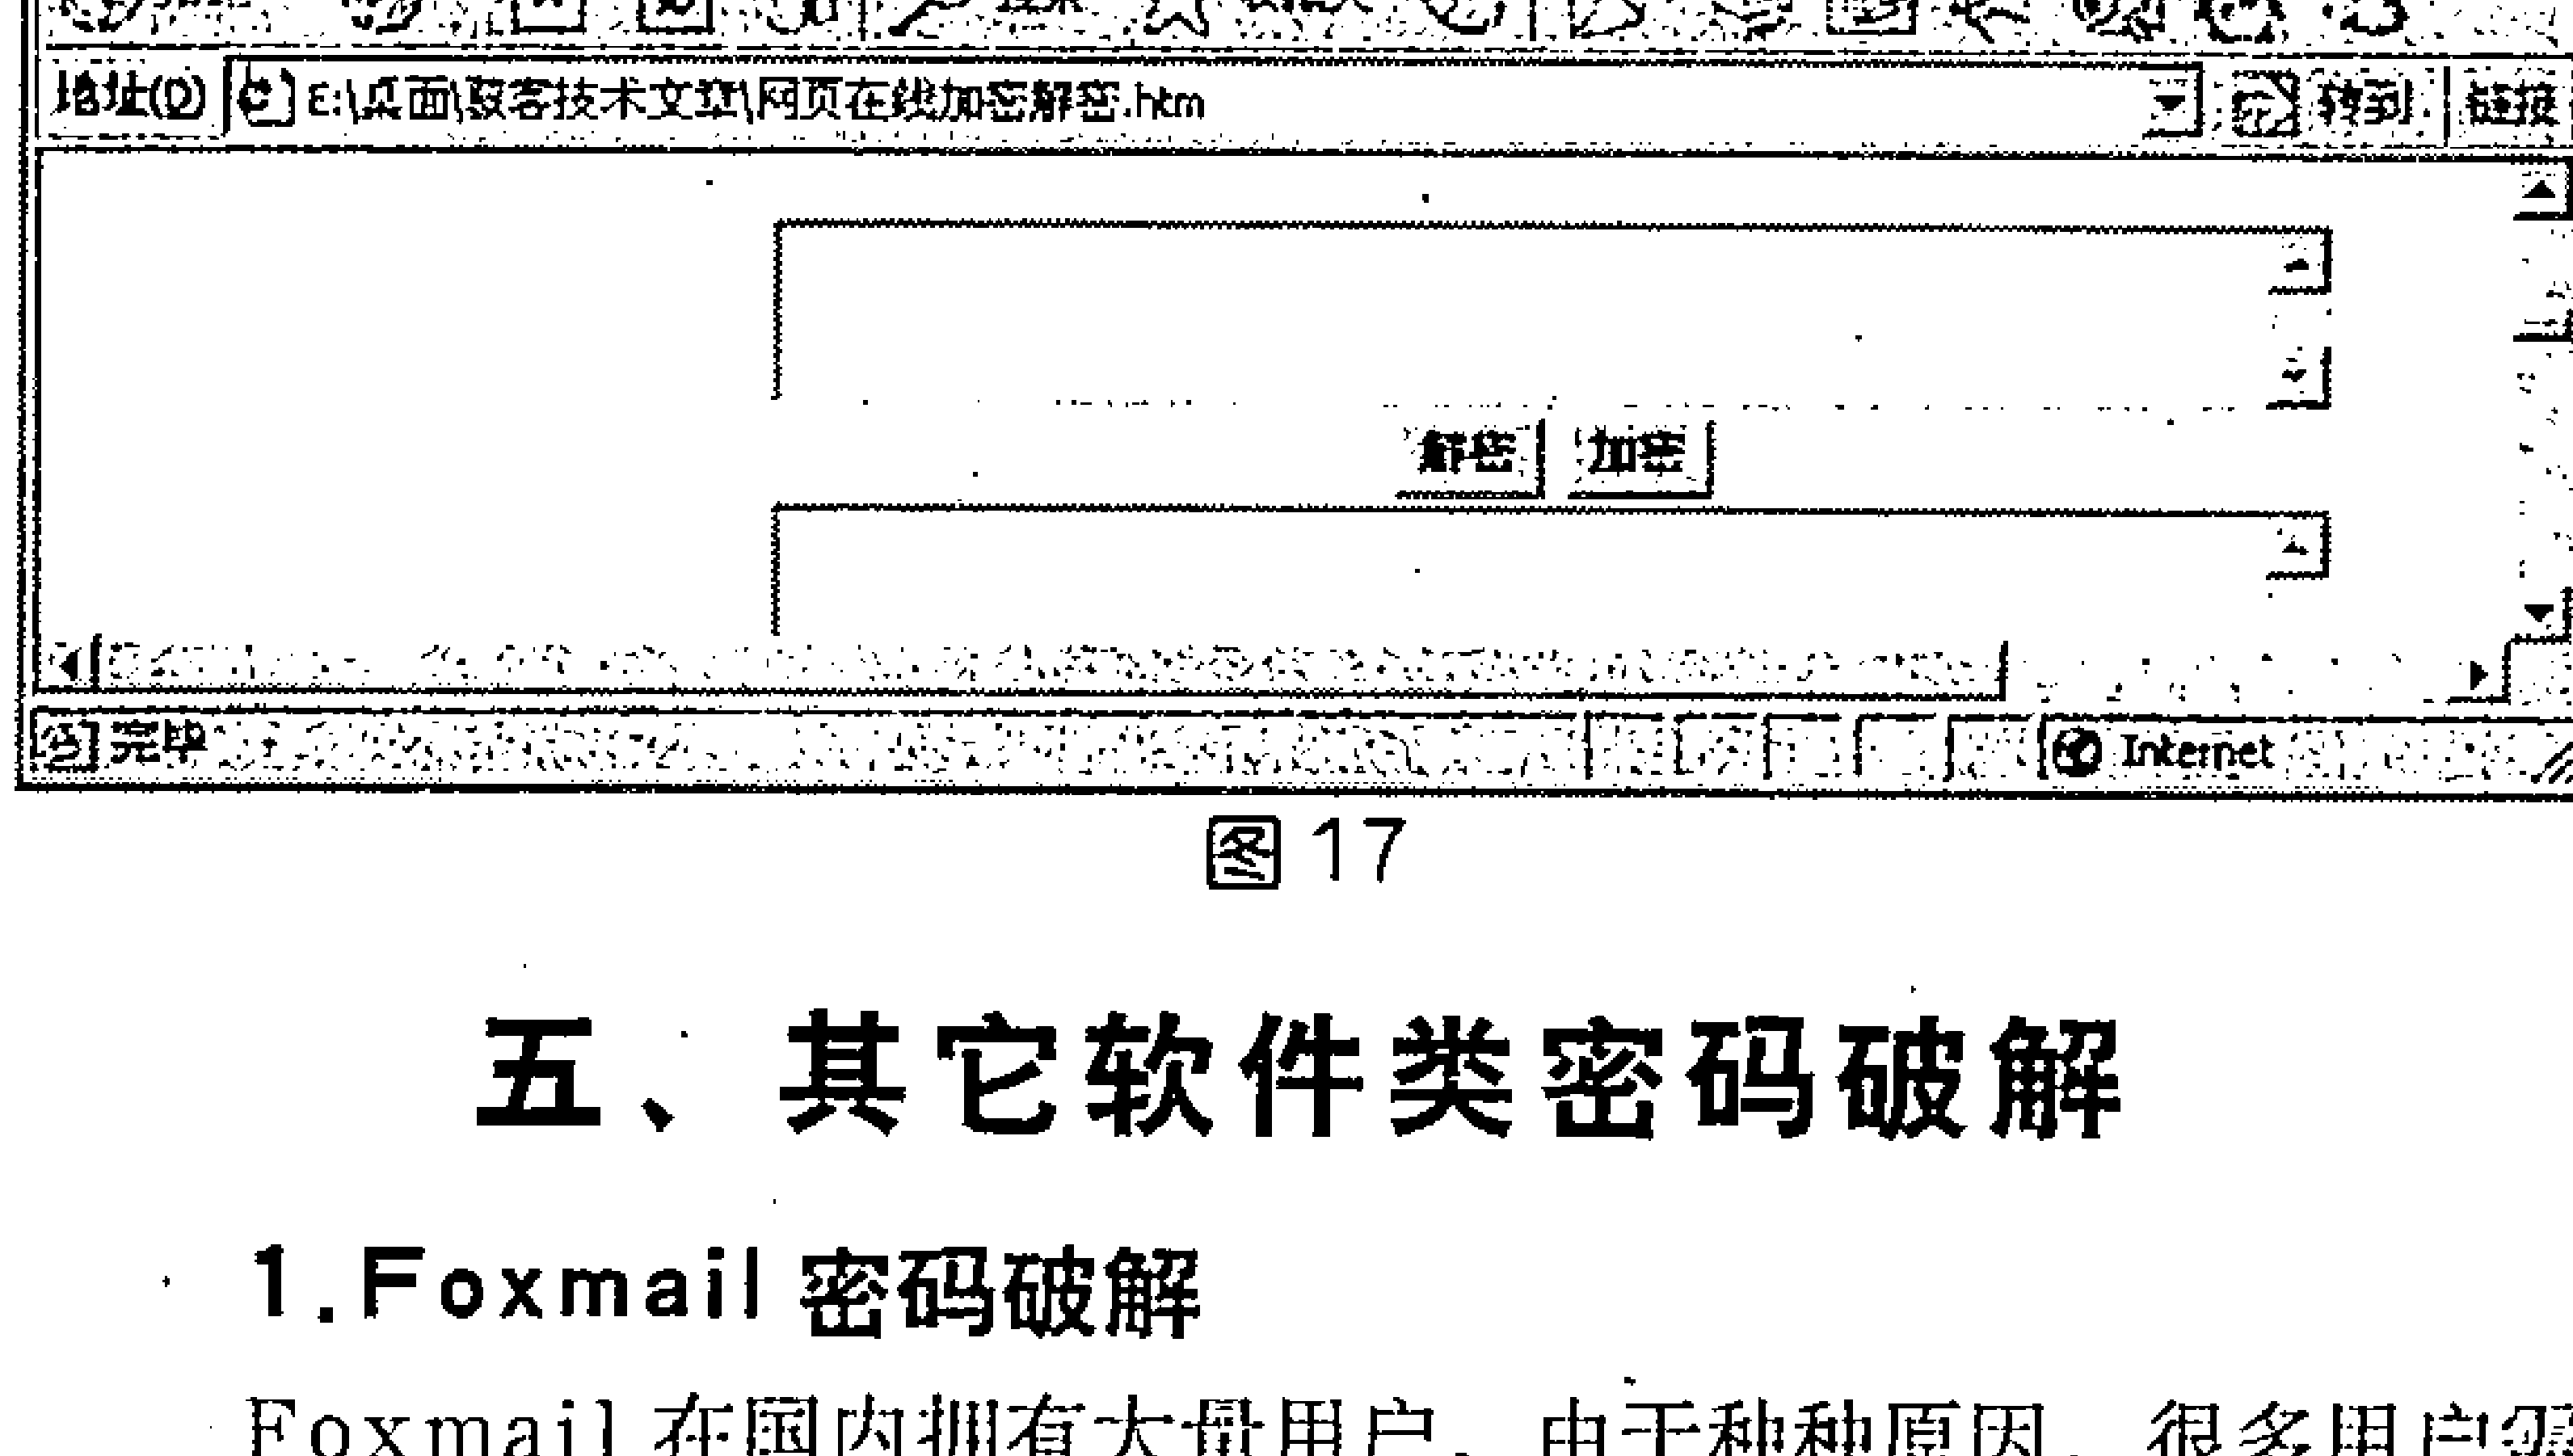 地址(D) E:\桌面\黑客技术文章\网页在线加密解密.htm 转到 链接
解密 加密
完毕 Internet
图 17
五、其它软件类密码破解
1.Foxmail 密码破解
Foxmail 在国内拥有大量用户，由于种种原因，很多用户需